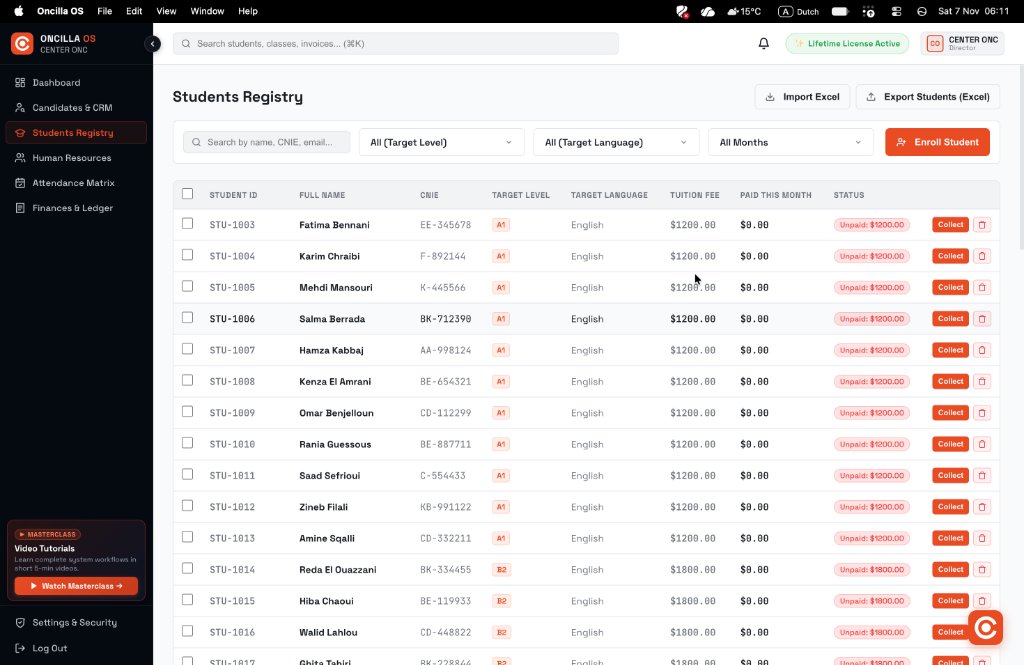 Oncilla OS File Edit View Window Help 15°C A Dutch Sat 7 Nov 06:11
ONCILLA OS
CENTER ONC
Search students, classes, invoices... (⌘K)
Lifetime License Active
CO
CENTER ONC
Director
Dashboard
Candidates & CRM
Students Registry
Human Resources
Attendance Matrix
Finances & Ledger
MASTERCLASS
Video Tutorials
Learn complete system workflows in
short 5-min videos.
Watch Masterclass →
Settings & Security
Log Out
Students Registry
Import Excel
Export Students (Excel)
Search by name, CNIE, email...
All (Target Level)
All (Target Language)
All Months
Enroll Student
STUDENT ID FULL NAME CNIE TARGET LEVEL TARGET LANGUAGE TUITION FEE PAID THIS MONTH STATUS
STU-1003 Fatima Bennani EE-345678 A1 English $1200.00 $0.00 Unpaid: $1200.00 Collect
STU-1004 Karim Chraibi F-892144 A1 English $1200.00 $0.00 Unpaid: $1200.00 Collect
STU-1005 Mehdi Mansouri K-445566 A1 English $1200.00 $0.00 Unpaid: $1200.00 Collect
STU-1006 Salma Berrada BK-712390 A1 English $1200.00 $0.00 Unpaid: $1200.00 Collect
STU-1007 Hamza Kabbaj AA-998124 A1 English $1200.00 $0.00 Unpaid: $1200.00 Collect
STU-1008 Kenza El Amrani BE-654321 A1 English $1200.00 $0.00 Unpaid: $1200.00 Collect
STU-1009 Omar Benjelloun CD-112299 A1 English $1200.00 $0.00 Unpaid: $1200.00 Collect
STU-1010 Rania Guessous BE-887711 A1 English $1200.00 $0.00 Unpaid: $1200.00 Collect
STU-1011 Saad Sefrioui C-554433 A1 English $1200.00 $0.00 Unpaid: $1200.00 Collect
STU-1012 Zineb Filali KB-991122 A1 English $1200.00 $0.00 Unpaid: $1200.00 Collect
STU-1013 Amine Sqalli CD-332211 A1 English $1200.00 $0.00 Unpaid: $1200.00 Collect
STU-1014 Reda El Ouazzani BK-334455 B2 English $1800.00 $0.00 Unpaid: $1800.00 Collect
STU-1015 Hiba Chaoui BE-119933 B2 English $1800.00 $0.00 Unpaid: $1800.00 Collect
STU-1016 Walid Lahlou CD-448822 B2 English $1800.00 $0.00 Unpaid: $1800.00 Collect
STU-1017 Ghita Tahiri BK-228844 B2 English $1800.00 $0.00 Unpaid: $1800.00 Collect